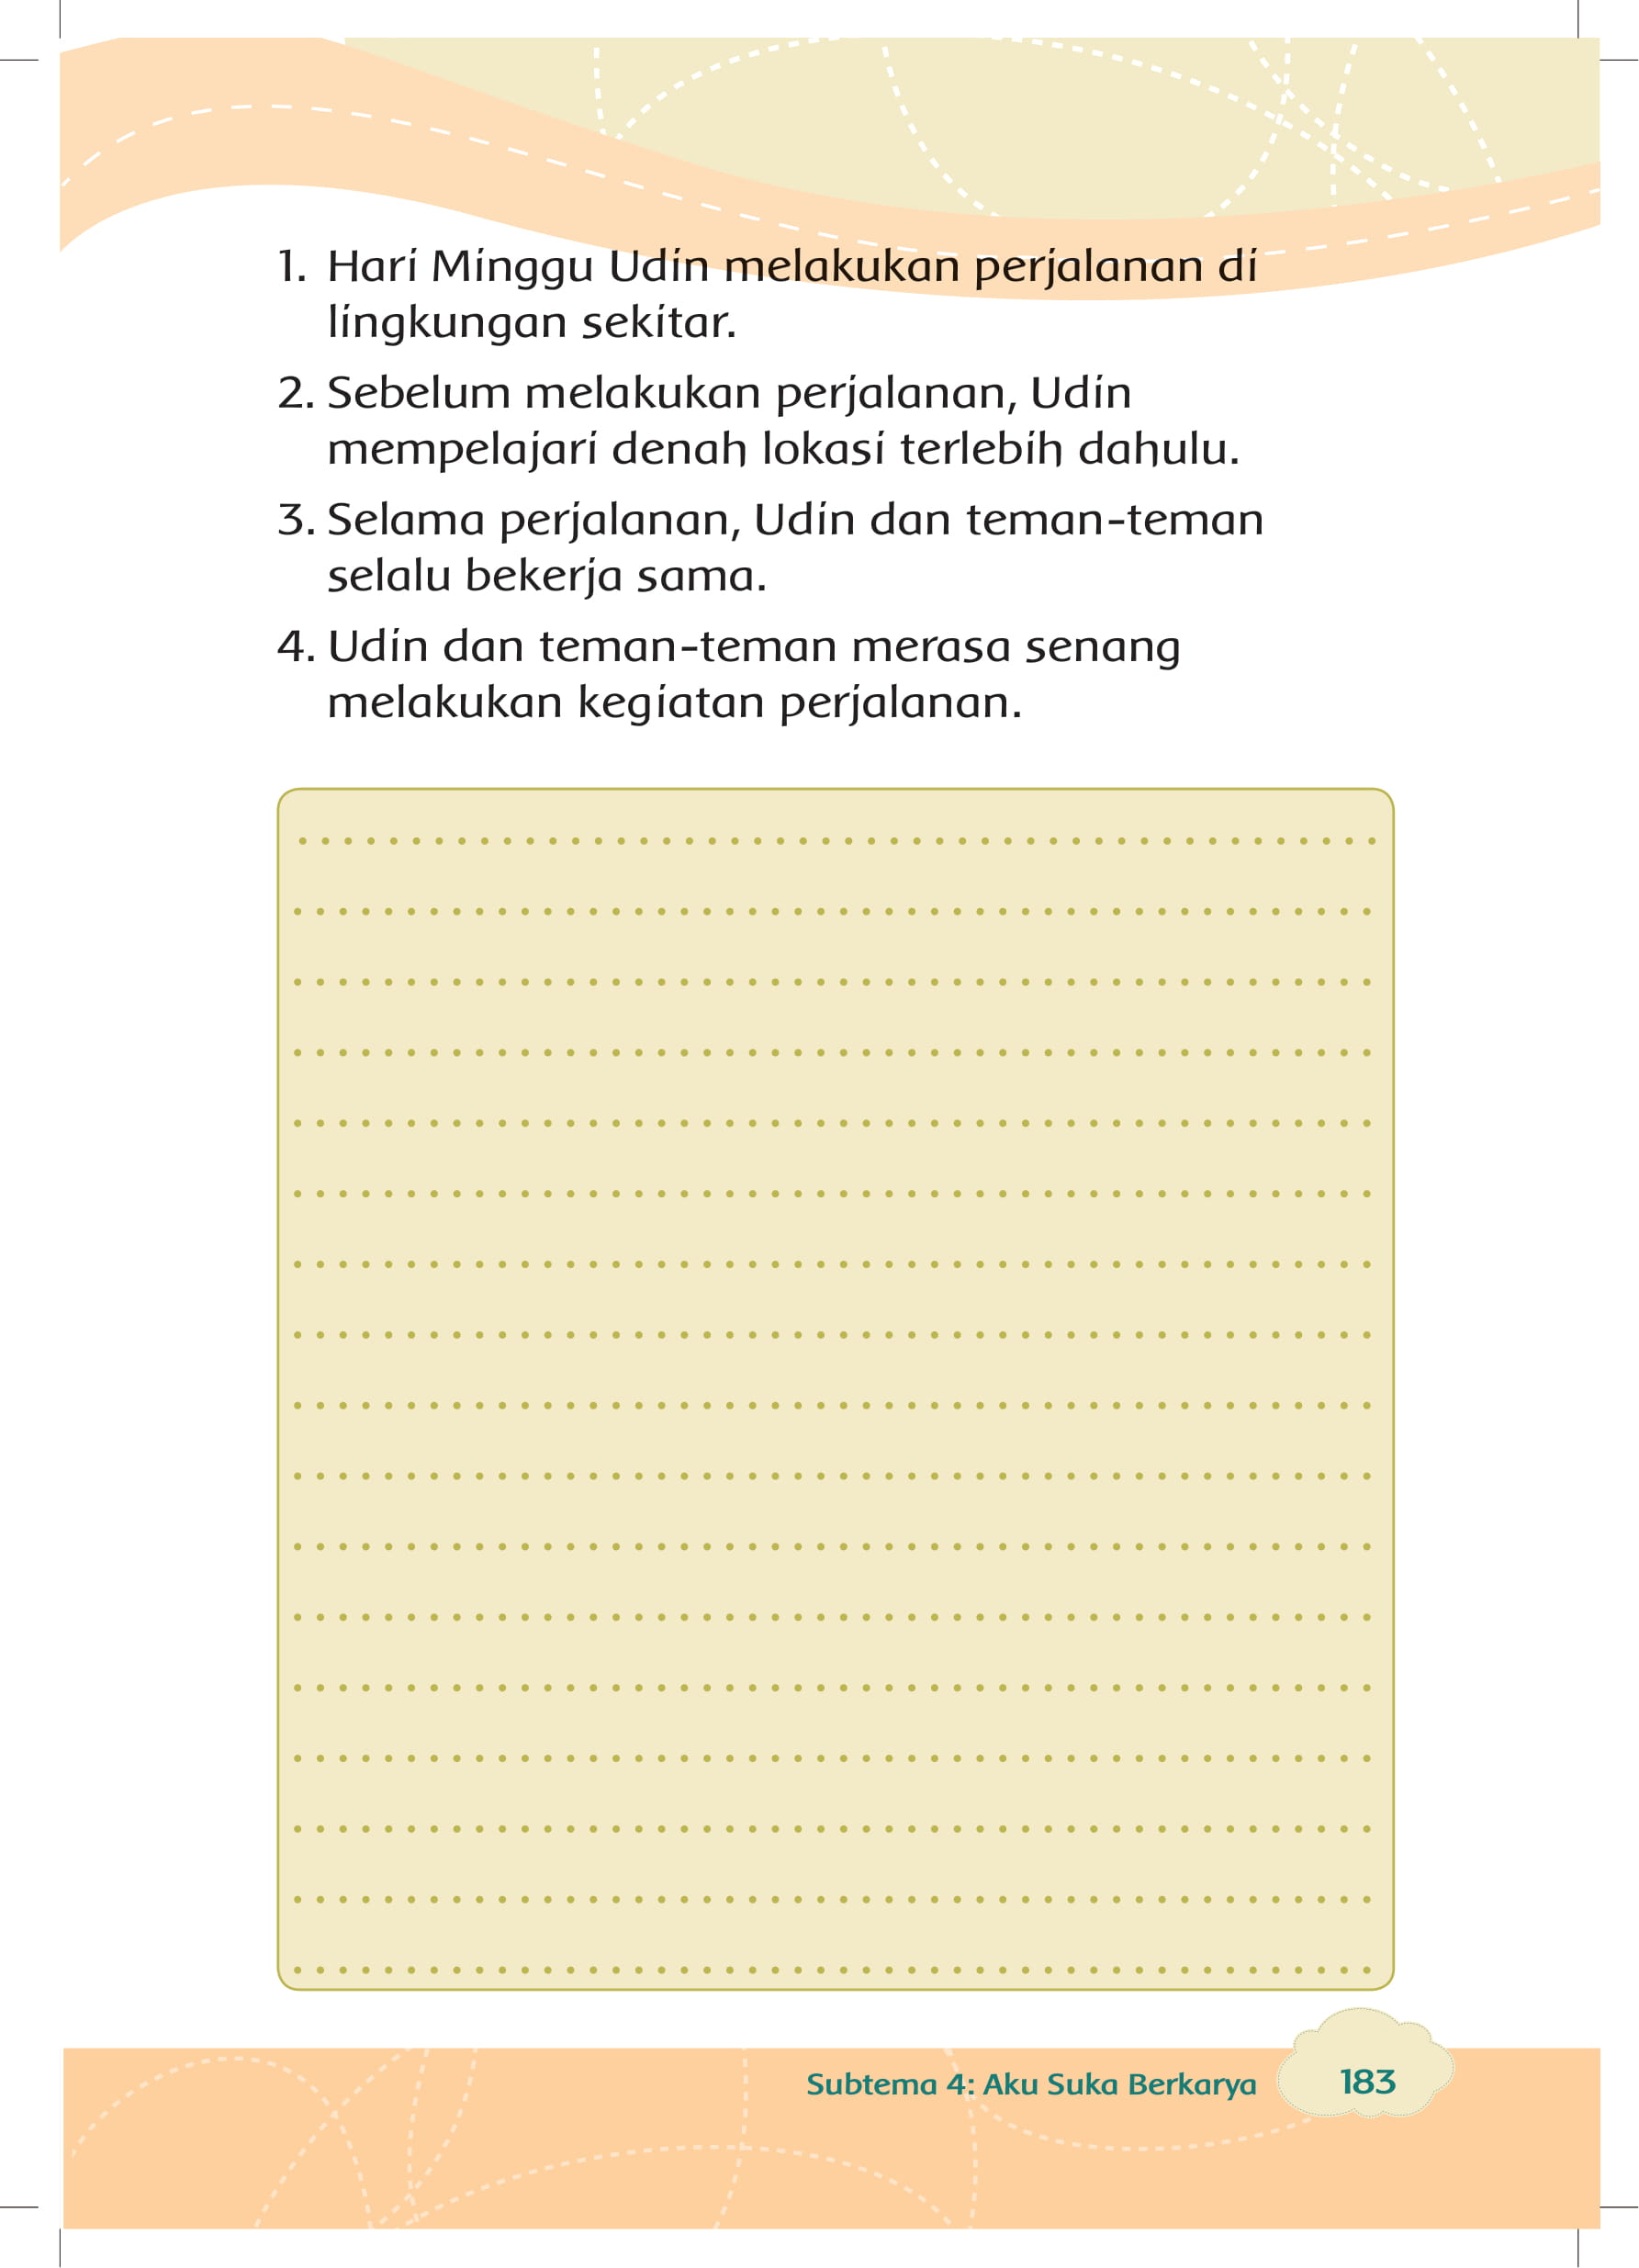 1. Hari Minggu Udin melakukan perjalanan di
lingkungan sekitar.
2. Sebelum melakukan perjalanan, Udin
mempelajari denah lokasi terlebih dahulu.
3. Selama perjalanan, Udin dan teman-teman
selalu bekerja sama.
4. Udin dan teman-teman merasa senang
melakukan kegiatan perjalanan.
Subtema 4: Aku Suka Berkarya
183